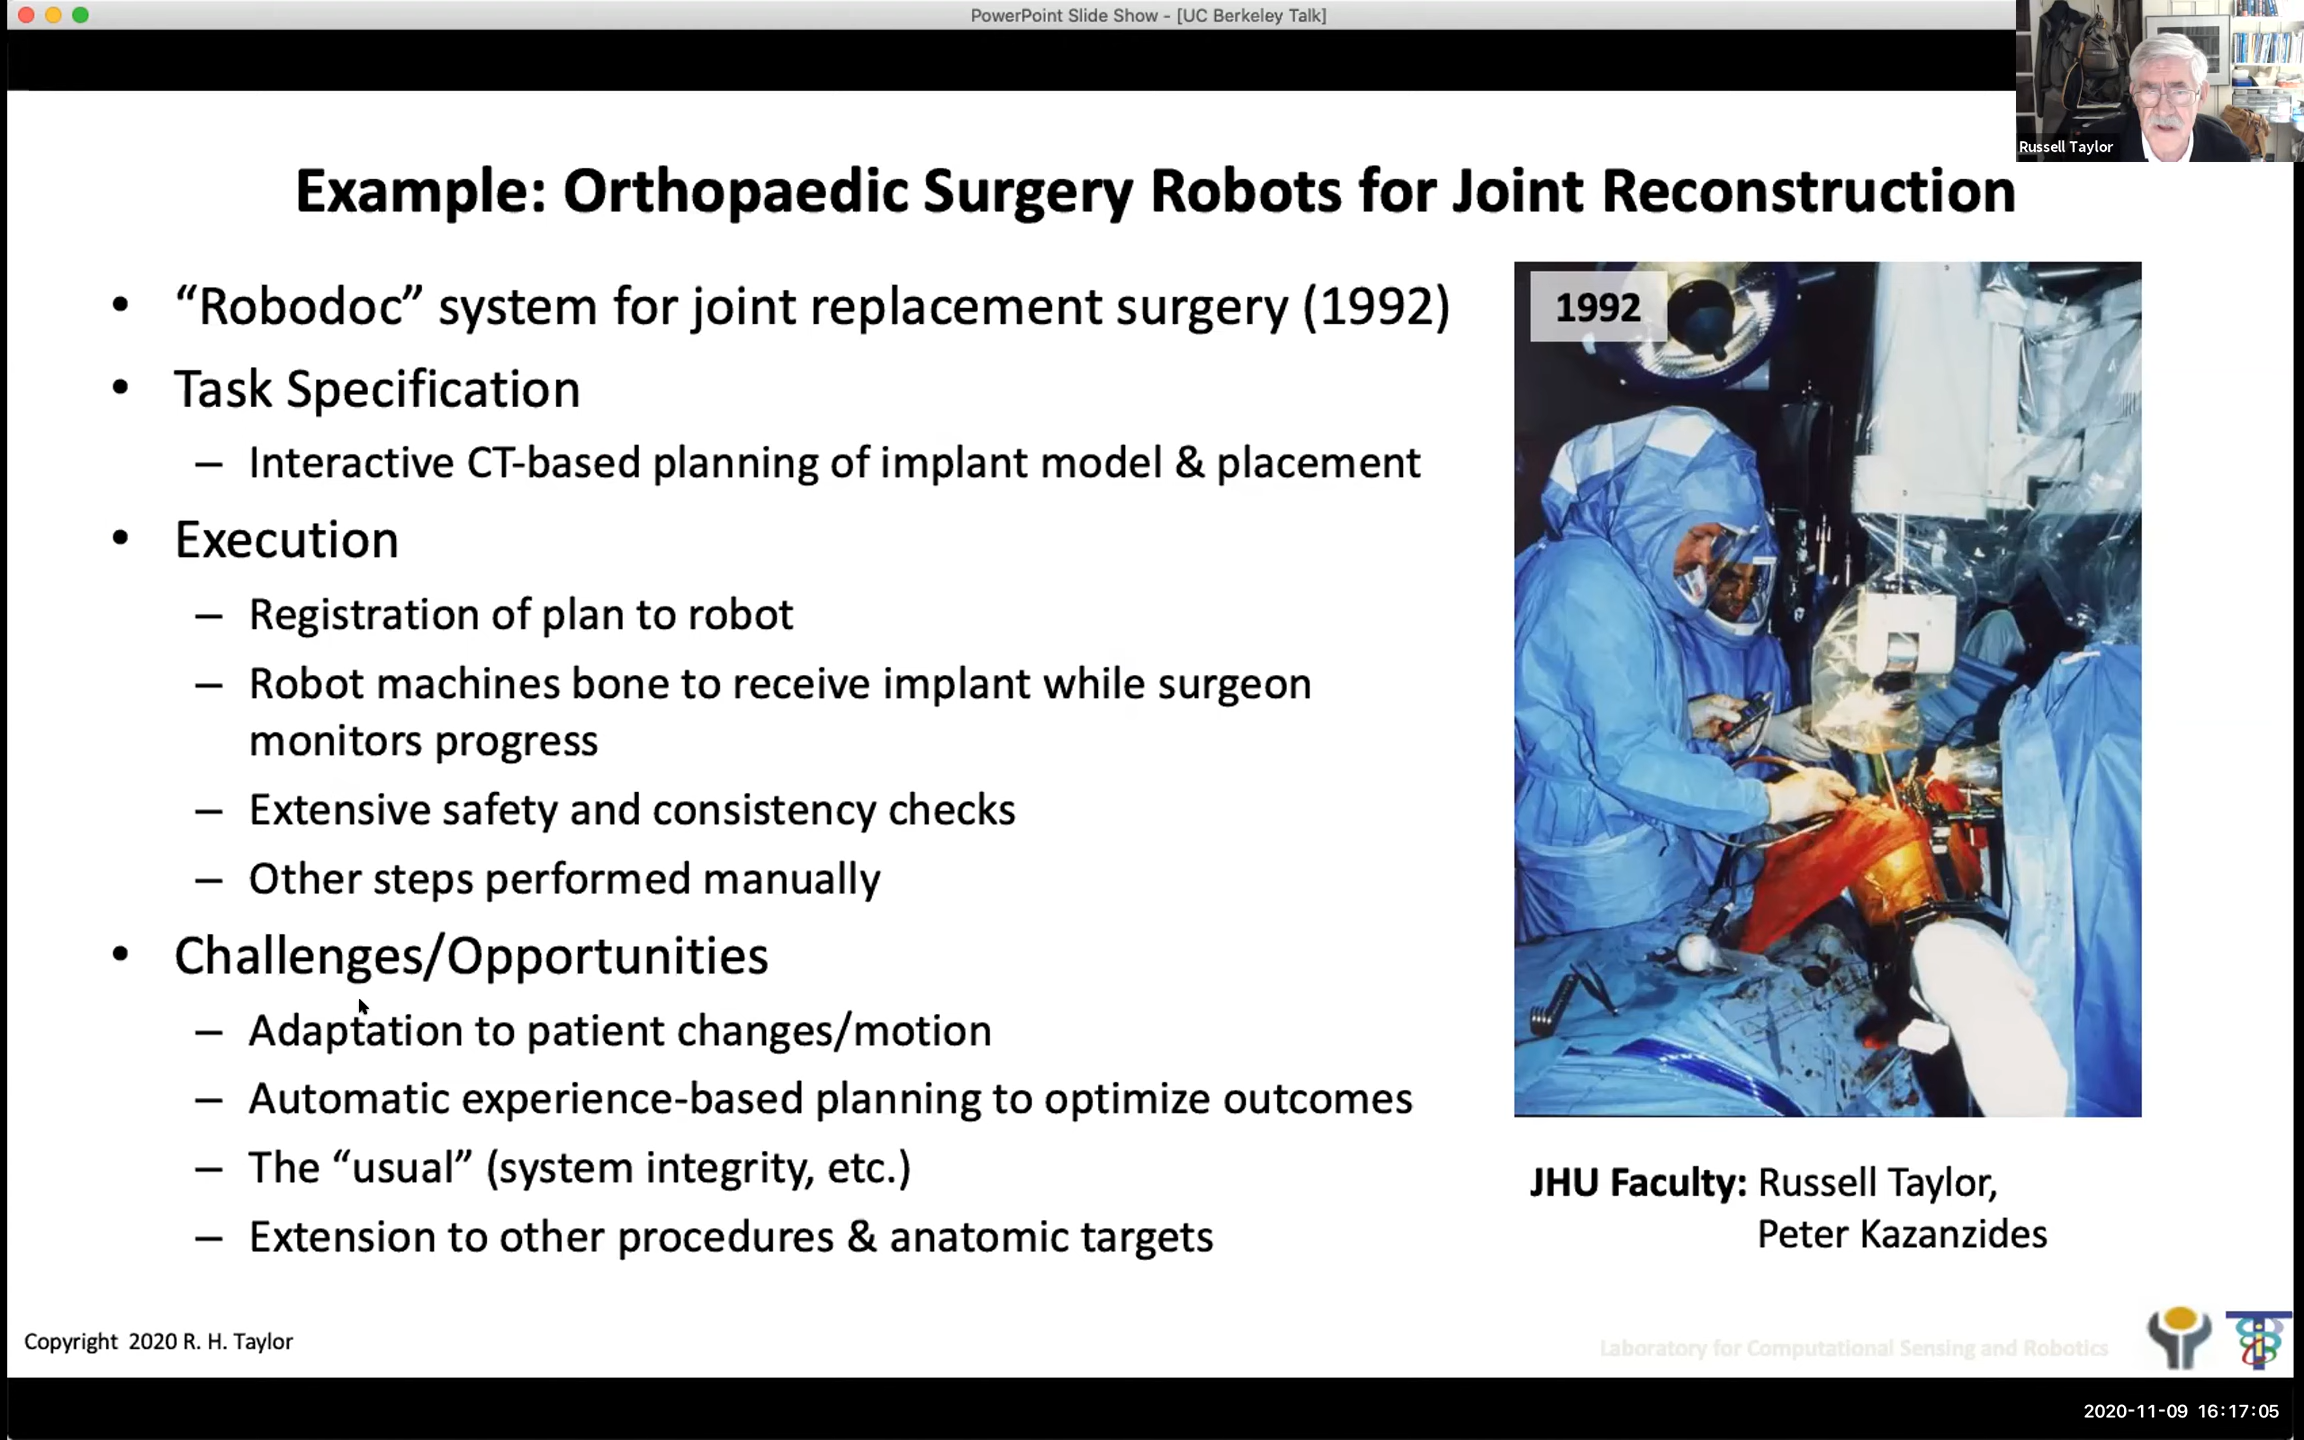 PowerPoint Slide Show - [UC Berkeley Talk]
Russell Taylor
Example: Orthopaedic Surgery Robots for Joint Reconstruction
• “Robodoc” system for joint replacement surgery (1992)
• Task Specification
– Interactive CT-based planning of implant model & placement
• Execution
– Registration of plan to robot
– Robot machines bone to receive implant while surgeon
monitors progress
– Extensive safety and consistency checks
– Other steps performed manually
• Challenges/Opportunities
– Adaptation to patient changes/motion
– Automatic experience-based planning to optimize outcomes
– The “usual” (system integrity, etc.)
– Extension to other procedures & anatomic targets
1992
JHU Faculty: Russell Taylor,
Peter Kazanzides
Copyright 2020 R. H. Taylor
Laboratory for Computational Sensing and Robotics
2020-11-09 16:17:05